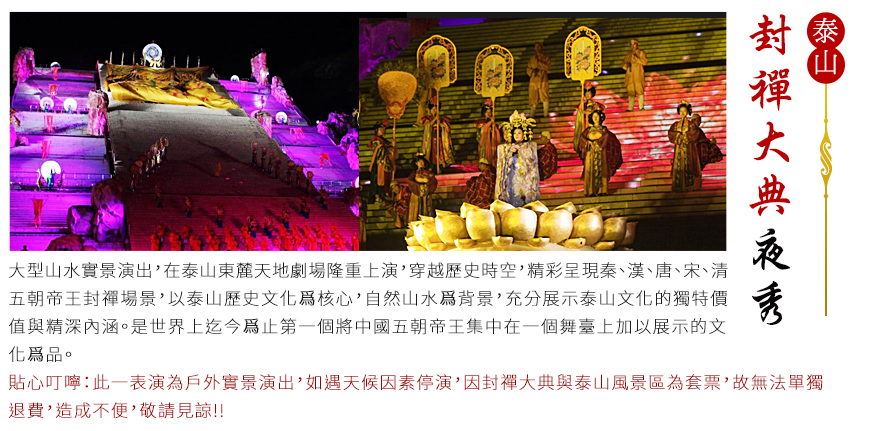 泰山
封禪大典夜秀
大型山水實景演出，在泰山東麓天地劇場隆重上演，穿越歷史時空，精彩呈現秦、漢、唐、宋、清
五朝帝王封禪場景，以泰山歷史文化爲核心，自然山水爲背景，充分展示泰山文化的獨特價
值與精深內涵。是世界上迄今爲止第一個將中國五朝帝王集中在一個舞臺上加以展示的文
化爲品。
貼心叮嚀：此一表演為戶外實景演出，如遇天候因素停演，因封禪大典與泰山風景區為套票，故無法單獨
退費，造成不便，敬請見諒!!